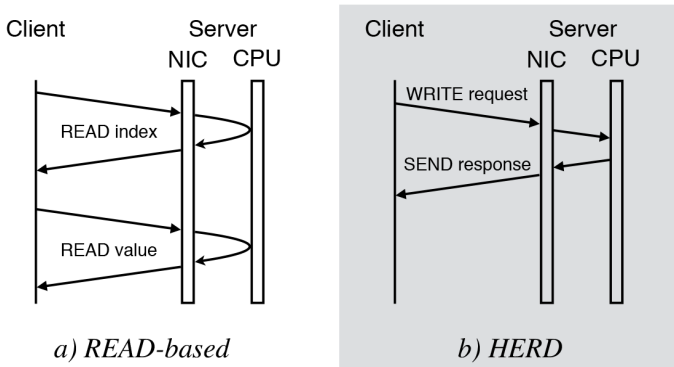 Client
Server
NIC CPU
READ index
READ value
a) READ-based
Client
Server
NIC CPU
WRITE request
SEND response
b) HERD